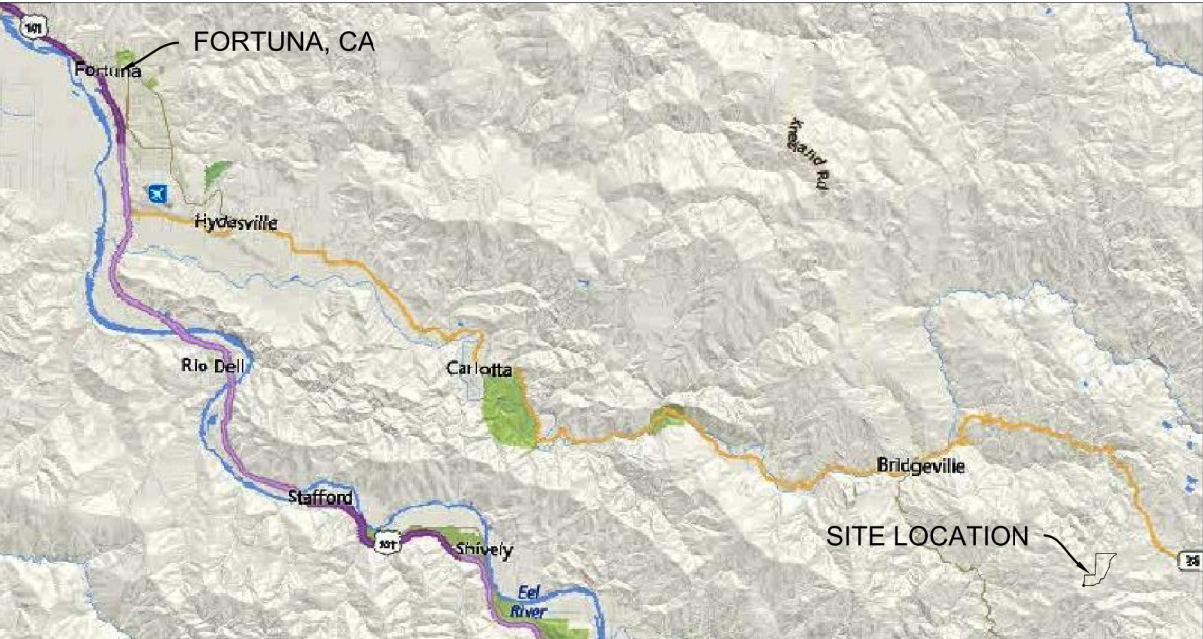 101
FORTUNA, CA
Fortuna
Kneeland Rd
Hydesville
Rio Dell
Carlotta
Bridgeville
Stafford
SITE LOCATION
101
Shively
36
Eel
River